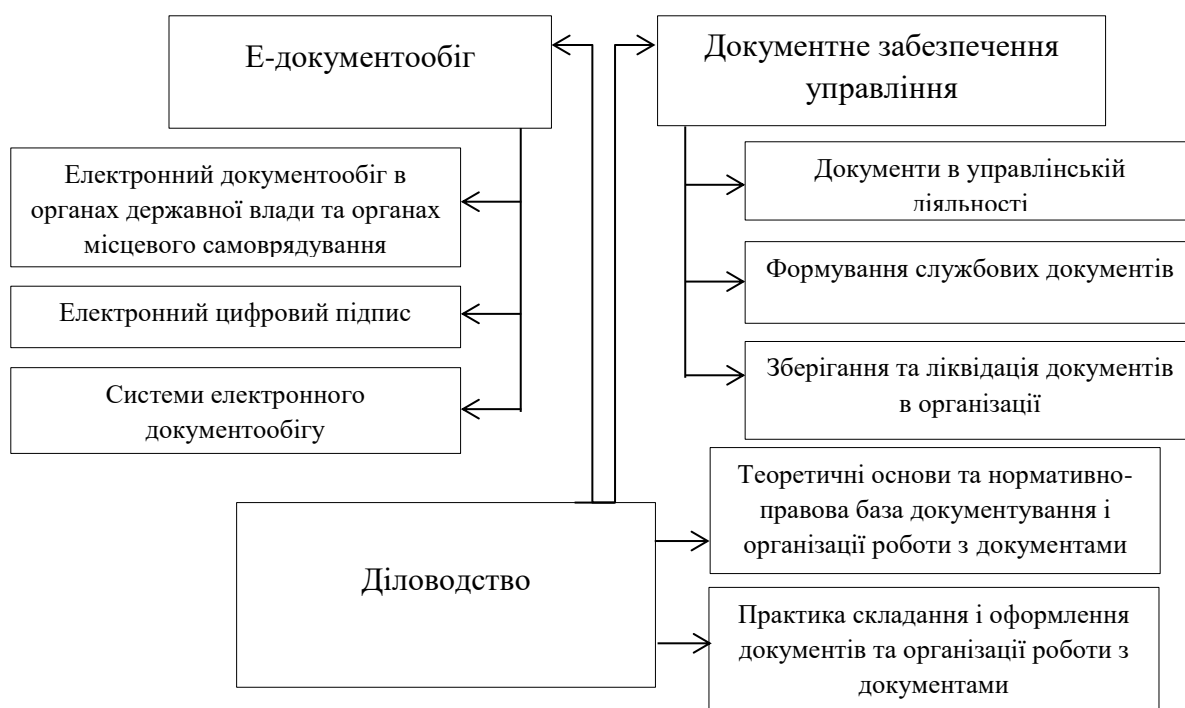 Е-документообіг
Документне забезпечення
управління
Електронний документообіг в
органах державної влади та органах
місцевого самоврядування
Електронний цифровий підпис
Системи електронного
документообігу
Документи в управлінській
діяльності
Формування службових документів
Зберігання та ліквідація документів
в організації
Діловодство
Теоретичні основи та нормативно-
правова база документування і
організації роботи з документами
Практика складання і оформлення
документів та організації роботи з
документами